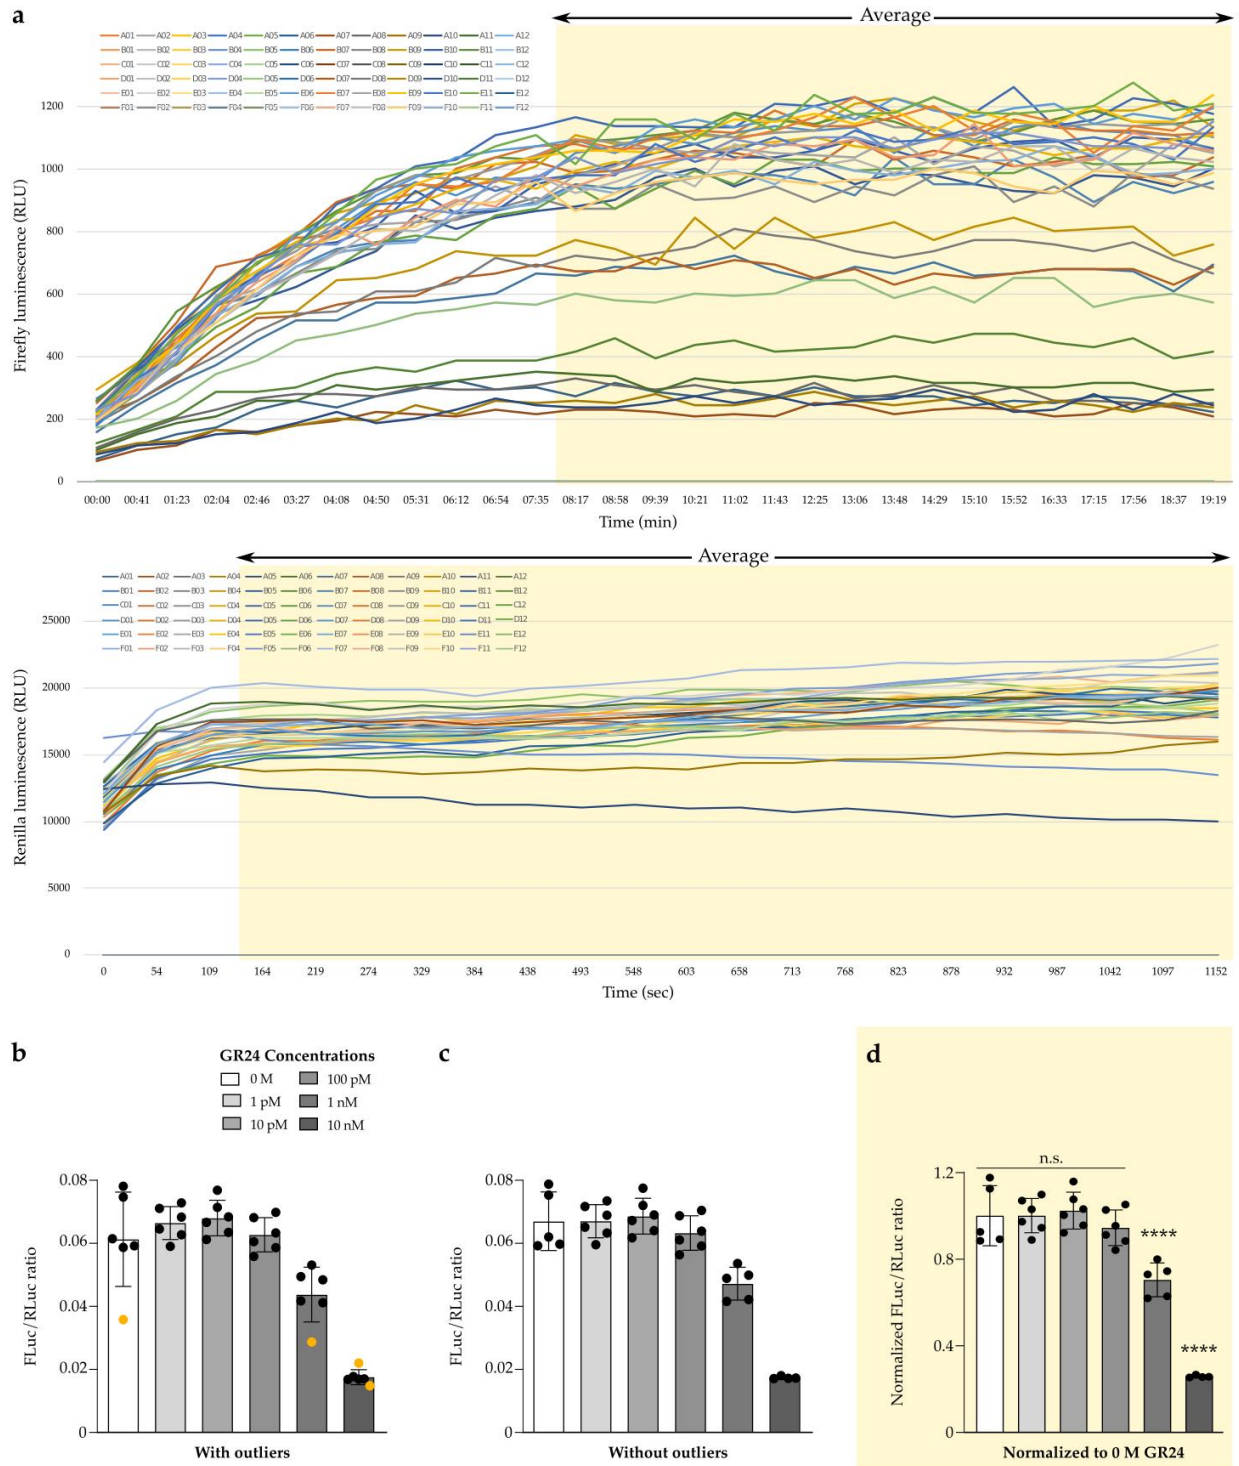 a
Average
A01 A02 A03 A04 A05 A06 A07 A08 A09 A10 A11 A12
B01 B02 B03 B04 B05 B06 B07 B08 B09 B10 B11 B12
C01 C02 C03 C04 C05 C06 C07 C08 C09 C10 C11 C12
D01 D02 D03 D04 D05 D06 D07 D08 D09 D10 D11 D12
E01 E02 E03 E04 E05 E06 E07 E08 E09 E10 E11 E12
F01 F02 F03 F04 F05 F06 F07 F08 F09 F10 F11 F12
Firefly luminescence (RLU)
1200
1000
800
600
400
200
0
00:00 00:41 01:23 02:04 02:46 03:27 04:08 04:50 05:31 06:12 06:54 07:35 08:17 08:58 09:39 10:21 11:02 11:43 12:25 13:06 13:48 14:29 15:10 15:52 16:33 17:15 17:56 18:37 19:19
Time (min)
Average
A01 A02 A03 A04 A05 A06 A07 A08 A09 A10 A11 A12
B01 B02 B03 B04 B05 B06 B07 B08 B09 B10 B11 B12
C01 C02 C03 C04 C05 C06 C07 C08 C09 C10 C11 C12
D01 D02 D03 D04 D05 D06 D07 D08 D09 D10 D11 D12
E01 E02 E03 E04 E05 E06 E07 E08 E09 E10 E11 E12
F01 F02 F03 F04 F05 F06 F07 F08 F09 F10 F11 F12
Renilla luminescence (RLU)
25000
20000
15000
10000
5000
0
0 54 109 164 219 274 329 384 438 493 548 603 658 713 768 823 878 932 987 1042 1097 1152
Time (sec)
b
GR24 Concentrations
0 M 100 pM
1 pM 1 nM
10 pM 10 nM
FLuc/RLuc ratio
0.08
0.06
0.04
0.02
0
With outliers
c
FLuc/RLuc ratio
0.08
0.06
0.04
0.02
0
Without outliers
d
Normalized FLuc/RLuc ratio
1.2
0.8
0.4
0
n.s.
****
****
Normalized to 0 M GR24